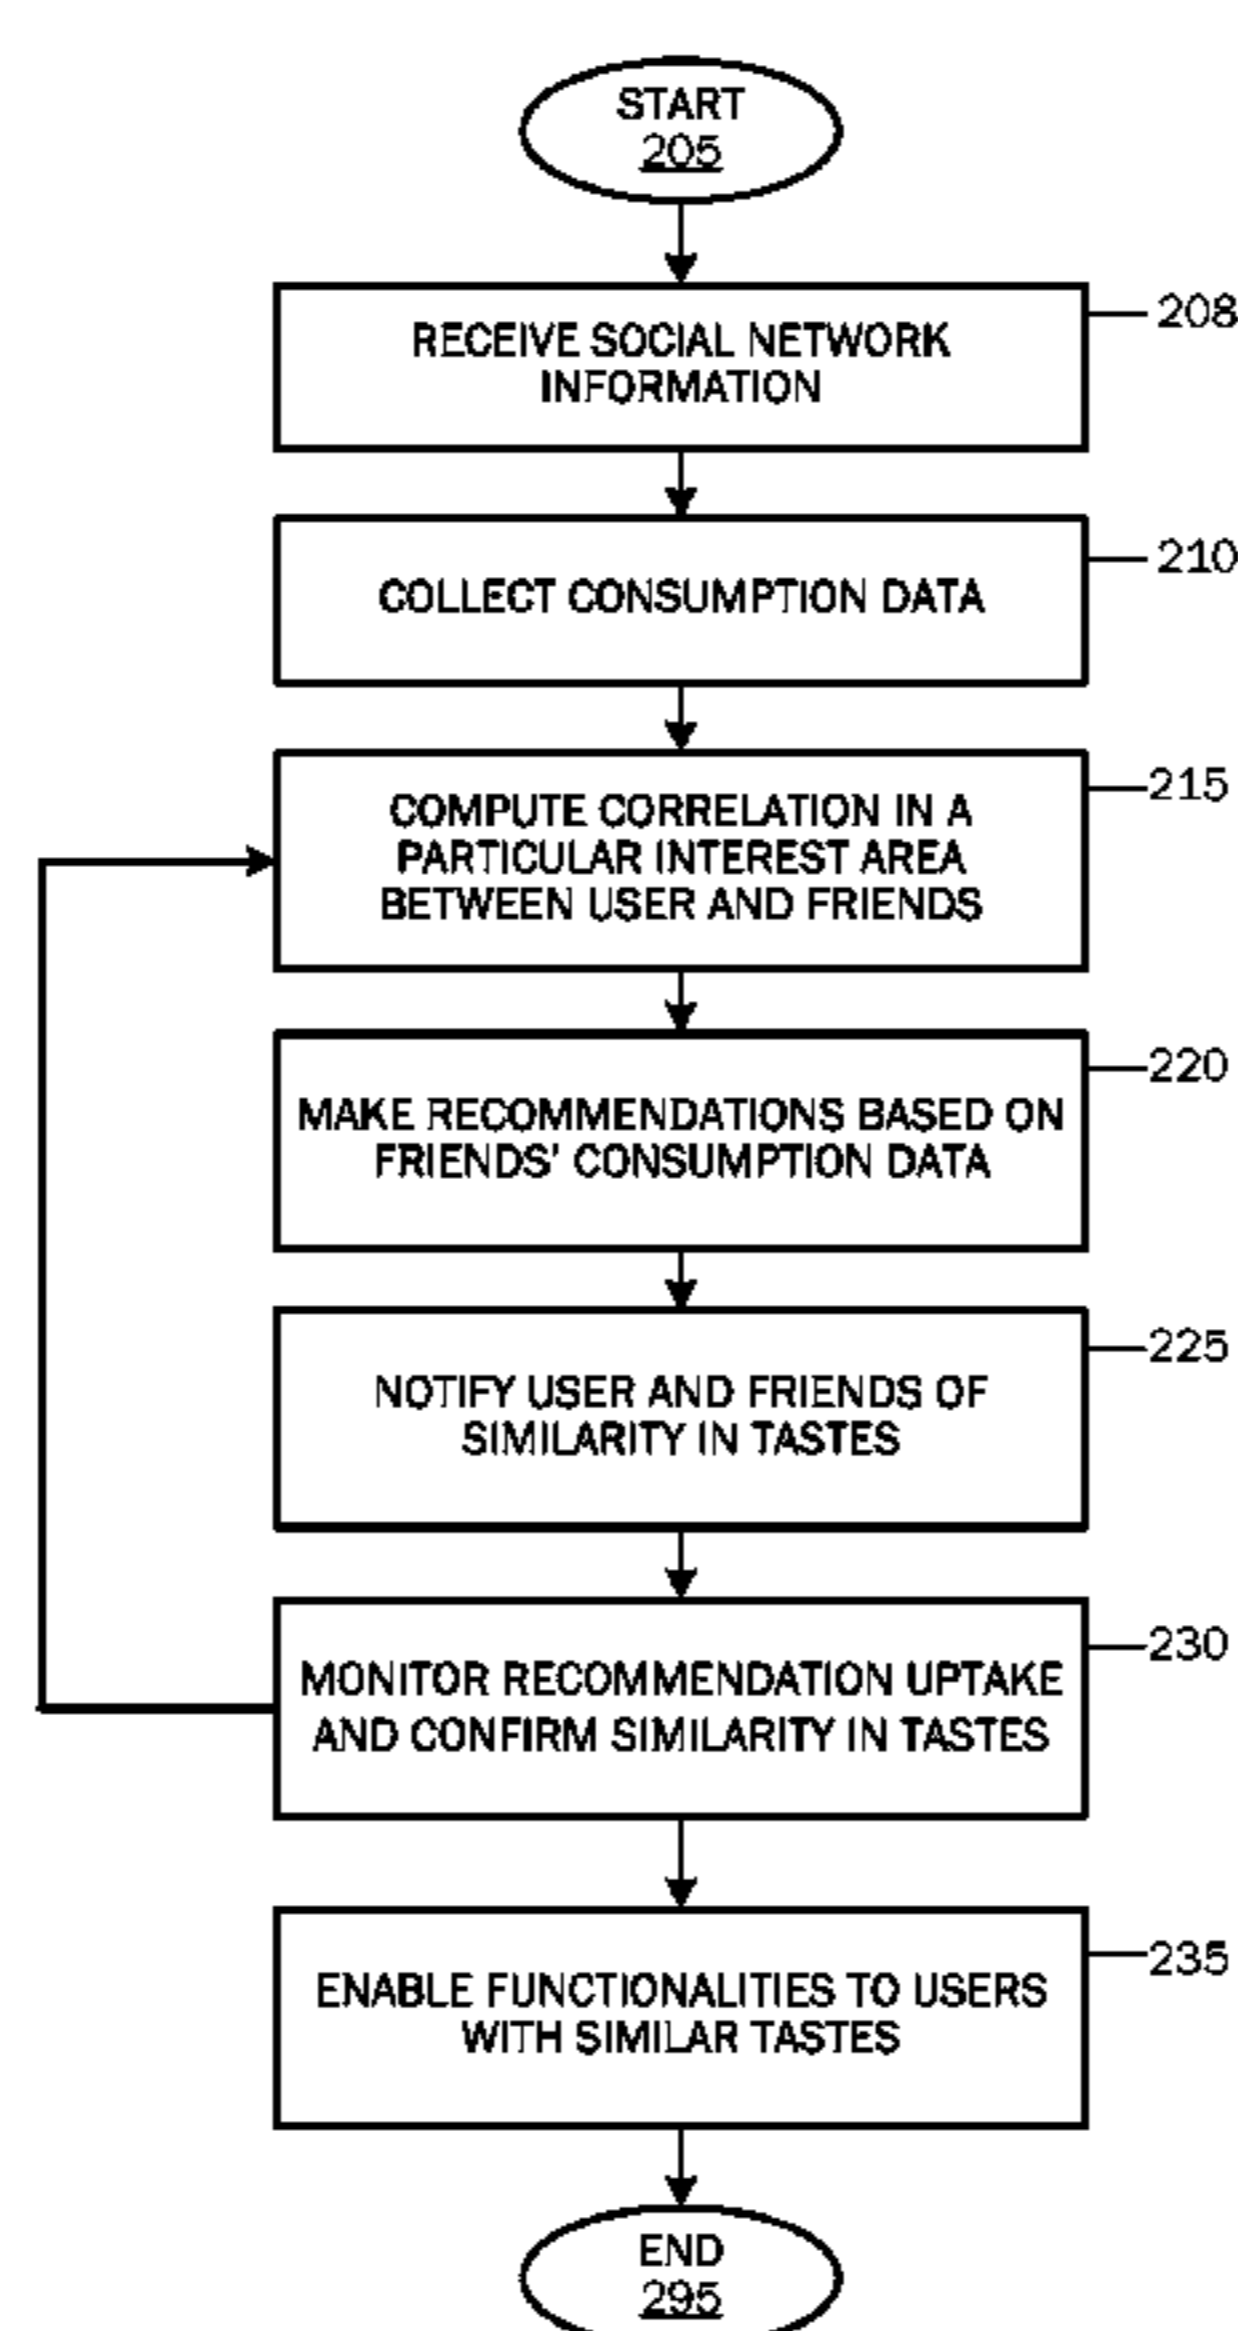 START
205
208
RECEIVE SOCIAL NETWORK
INFORMATION
210
COLLECT CONSUMPTION DATA
215
COMPUTE CORRELATION IN A
PARTICULAR INTEREST AREA
BETWEEN USER AND FRIENDS
220
MAKE RECOMMENDATIONS BASED ON
FRIENDS' CONSUMPTION DATA
225
NOTIFY USER AND FRIENDS OF
SIMILARITY IN TASTES
230
MONITOR RECOMMENDATION UPTAKE
AND CONFIRM SIMILARITY IN TASTES
235
ENABLE FUNCTIONALITIES TO USERS
WITH SIMILAR TASTES
END
295